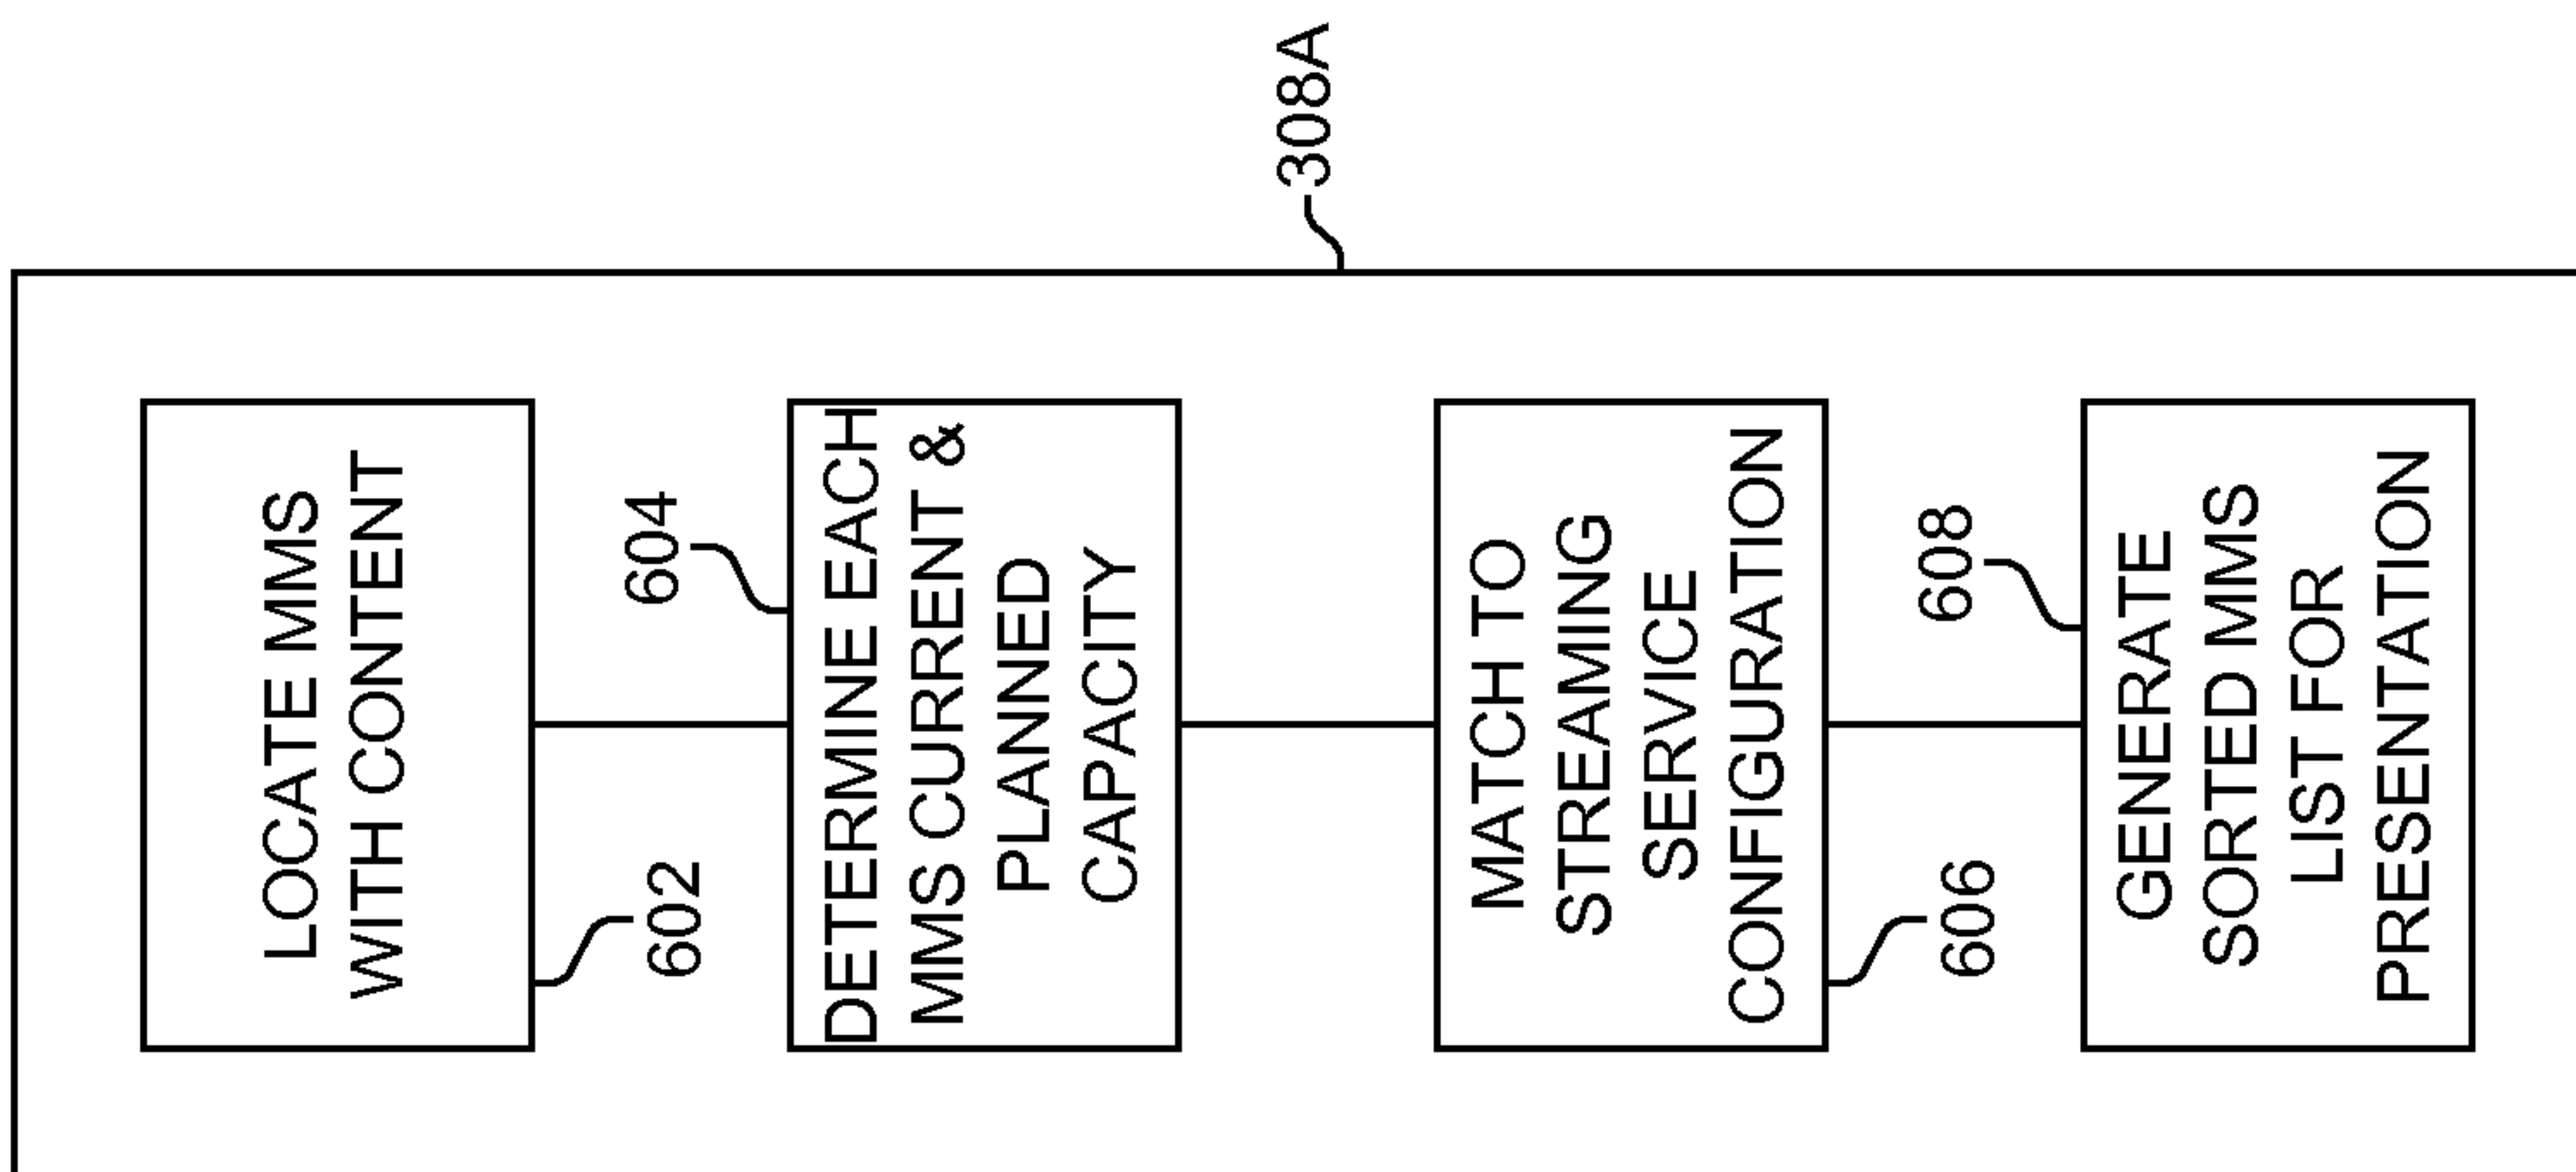 308A
LOCATE MMS
WITH CONTENT
602
604
DETERMINE EACH
MMS CURRENT &
PLANNED
CAPACITY
MATCH TO
STREAMING
SERVICE
CONFIGURATION
606
608
GENERATE
SORTED MMS
LIST FOR
PRESENTATION